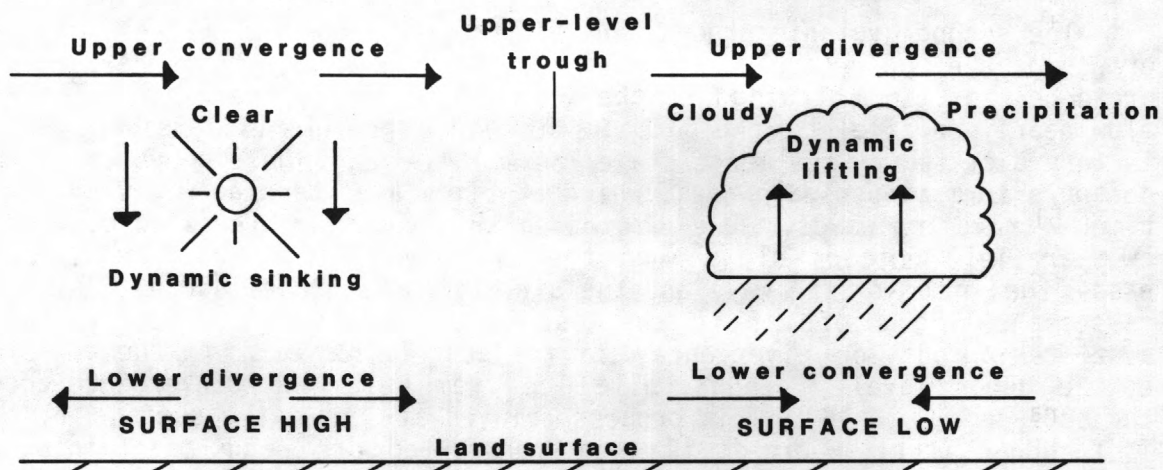 Upper convergence
Upper-level
trough
Upper divergence
Clear
Cloudy
Precipitation
Dynamic
lifting
Dynamic sinking
Lower divergence
SURFACE HIGH
Lower convergence
SURFACE LOW
Land surface